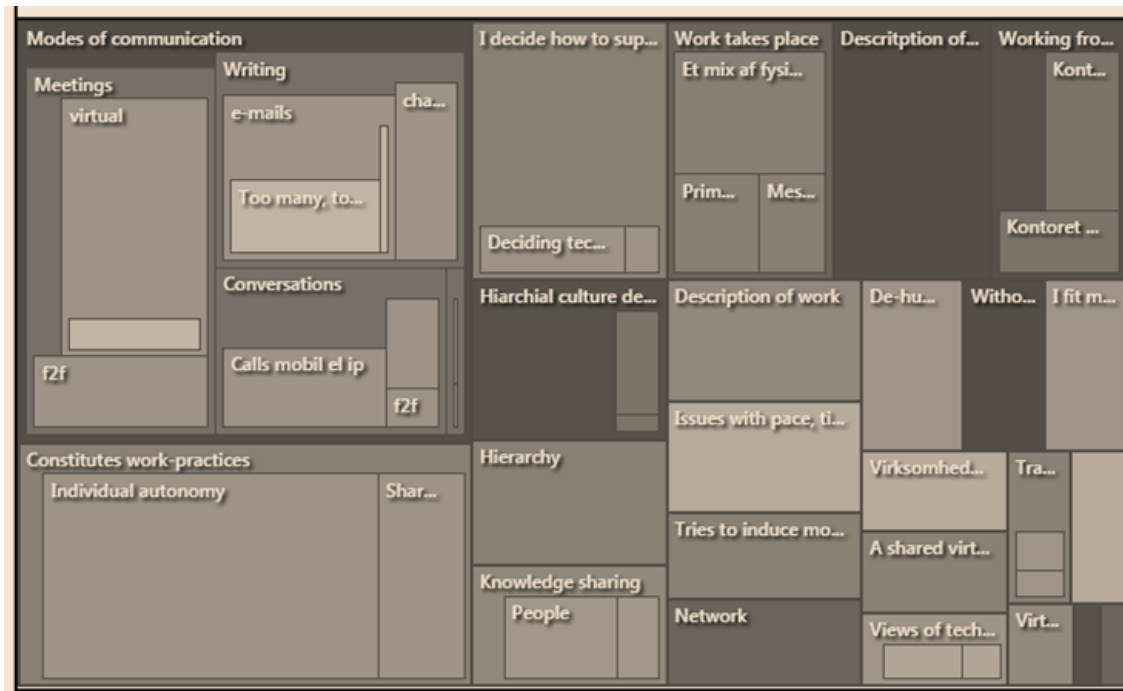 Modes of communication
Meetings
virtual
f2f
Writing
e-mails
Too many, to...
cha...
Conversations
Calls mobil el ip
f2f
Constitutes work-practices
Individual autonomy
Shar...
I decide how to sup...
Deciding tec...
Hiarchial culture de...
Hierarchy
Knowledge sharing
People
Work takes place
Et mix af fysi...
Prim...
Mes...
Descritption of...
Working fro...
Kont...
Kontoret ...
Description of work
Issues with pace, ti...
Tries to induce mo...
Network
De-hu...
Witho...
I fit m...
Virksomhed...
A shared virt...
Views of tech...
Tra...
Virt...